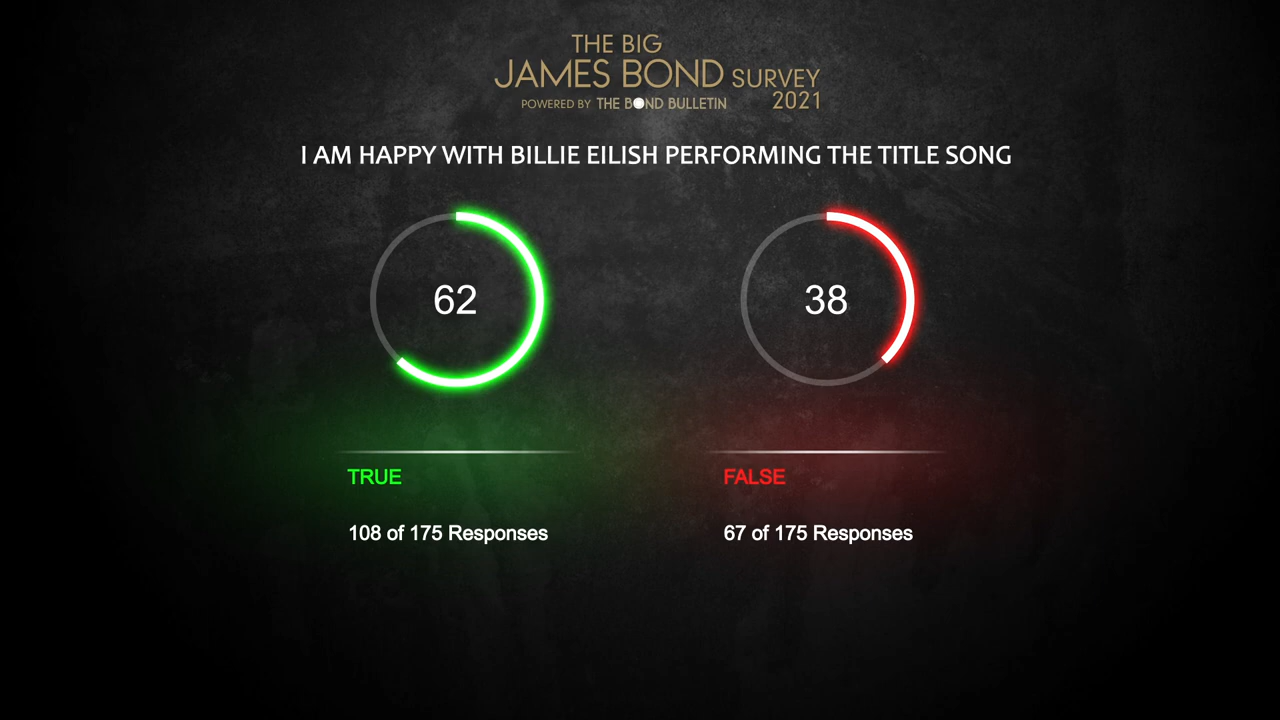 THE BIG
JAMES BOND SURVEY
POWERED BY THE BOND BULLETIN 2021
I AM HAPPY WITH BILLIE EILISH PERFORMING THE TITLE SONG
62 38
TRUE FALSE
108 of 175 Responses 67 of 175 Responses